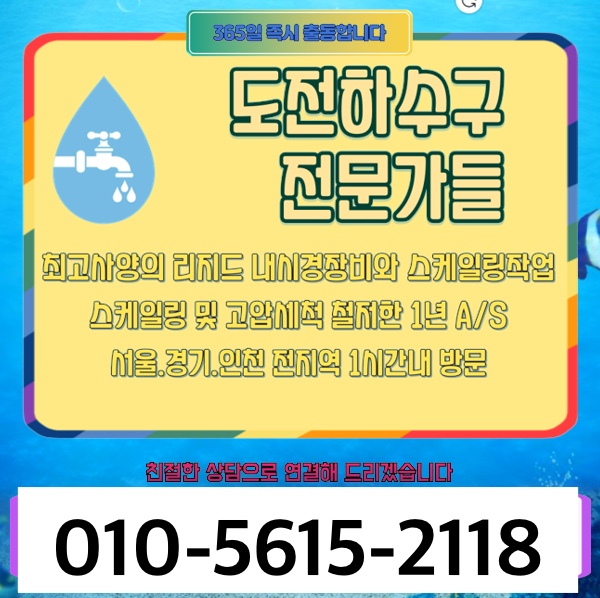 365일 즉시 출동합니다
도전하수구
전문가들
최고사양의 리지드 내시경장비와 스케일링작업
스케일링 및 고압세척 철저한 1년 A/S
서울.경기.인천 전지역 1시간내 방문
친절한 상담으로 연결해 드리겠습니다
010-5615-2118